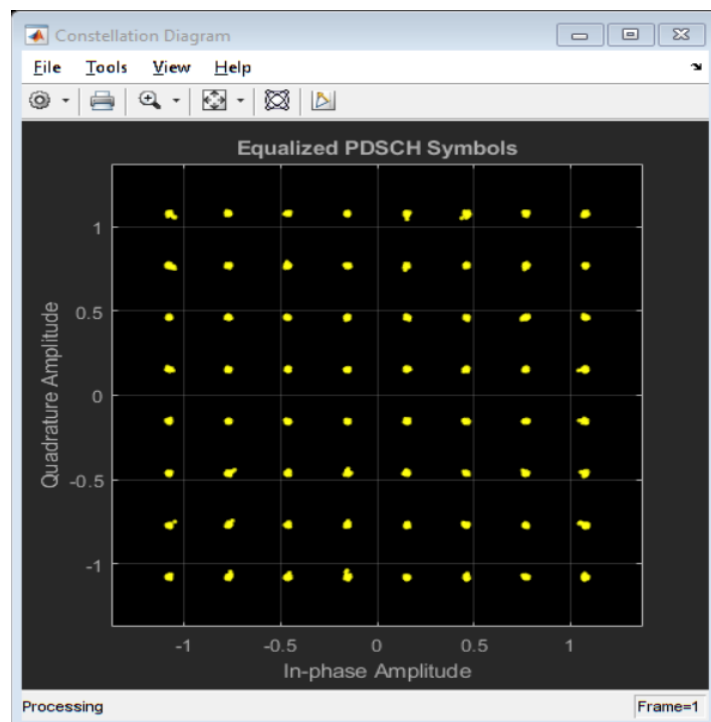 Constellation Diagram
File Tools View Help
Equalized PDSCH Symbols
Quadrature Amplitude
1
0.5
0
-0.5
-1
-1 -0.5 0 0.5 1
In-phase Amplitude
Processing Frame=1